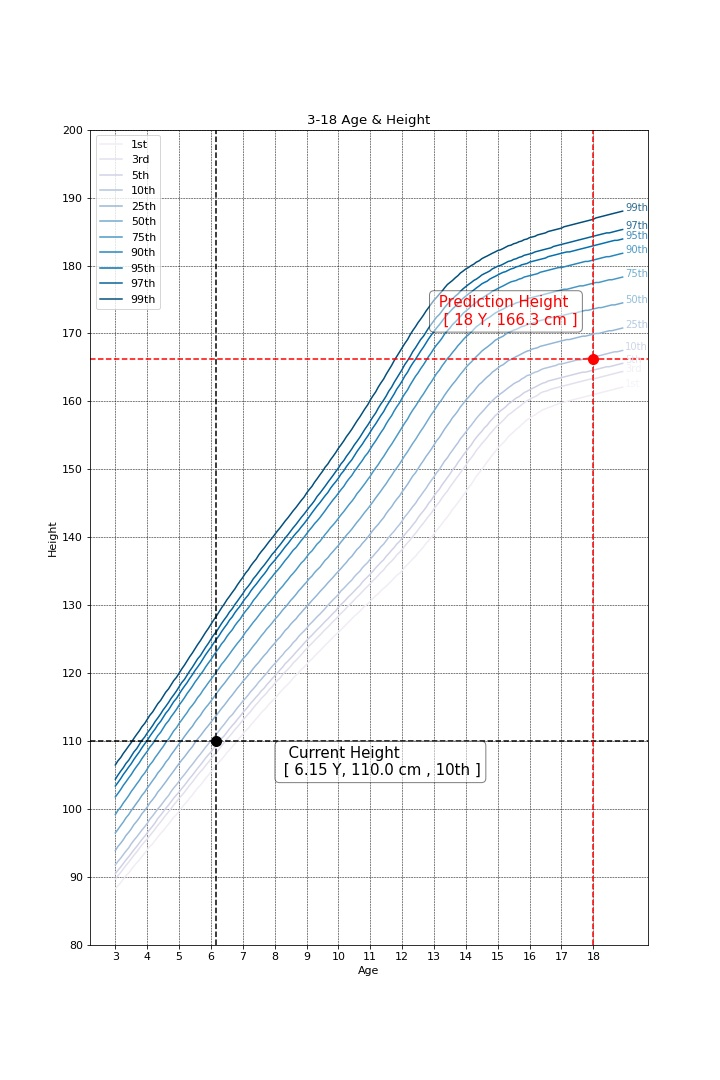 3-18 Age & Height
200
190
180
170
160
150
140
130
120
110
100
90
80
Height
1st
3rd
5th
10th
25th
50th
75th
90th
95th
97th
99th
99th
97th
95th
90th
75th
50th
25th
10th
3rd
1st
Prediction Height
[ 18 Y, 166.3 cm ]
Current Height
[ 6.15 Y, 110.0 cm , 10th ]
3 4 5 6 7 8 9 10 11 12 13 14 15 16 17 18
Age